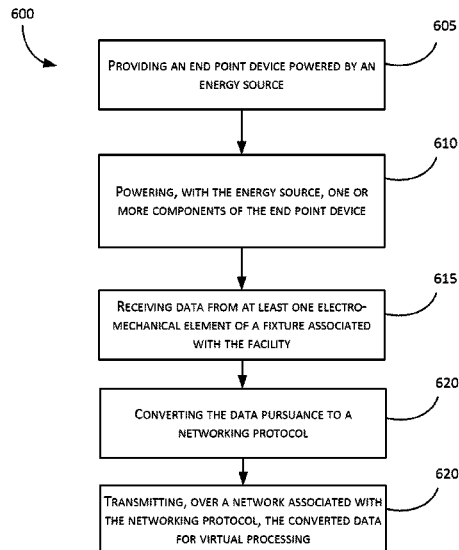 600
605
PROVIDING AN END POINT DEVICE POWERED BY AN
ENERGY SOURCE
610
POWERING, WITH THE ENERGY SOURCE, ONE OR
MORE COMPONENTS OF THE END POINT DEVICE
615
RECEIVING DATA FROM AT LEAST ONE ELECTRO-
MECHANICAL ELEMENT OF A FIXTURE ASSOCIATED
WITH THE FACILITY
620
CONVERTING THE DATA PURSUANCE TO A
NETWORKING PROTOCOL
620
TRANSMITTING, OVER A NETWORK ASSOCIATED WITH
THE NETWORKING PROTOCOL, THE CONVERTED DATA
FOR VIRTUAL PROCESSING